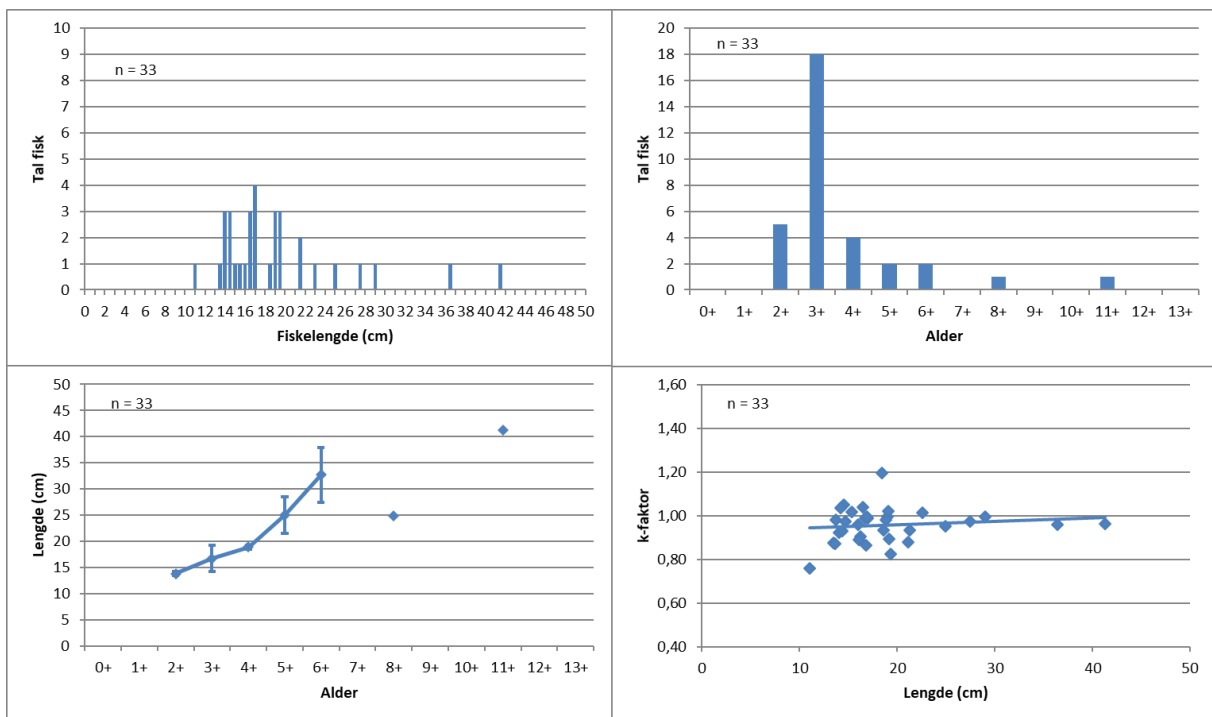 n = 33
10
9
8
7
6
5
4
3
2
1
0
Tal fisk
0 2 4 6 8 10 12 14 16 18 20 22 24 26 28 30 32 34 36 38 40 42 44 46 48 50
Fiskelengde (cm)
n = 33
20
18
16
14
12
10
8
6
4
2
0
Tal fisk
0+ 1+ 2+ 3+ 4+ 5+ 6+ 7+ 8+ 9+ 10+ 11+ 12+ 13+
Alder
n = 33
50
45
40
35
30
25
20
15
10
5
0
Lengde (cm)
0+ 1+ 2+ 3+ 4+ 5+ 6+ 7+ 8+ 9+ 10+ 11+ 12+ 13+
Alder
n = 33
1,60
1,40
1,20
1,00
0,80
0,60
0,40
k-faktor
0 10 20 30 40 50
Lengde (cm)